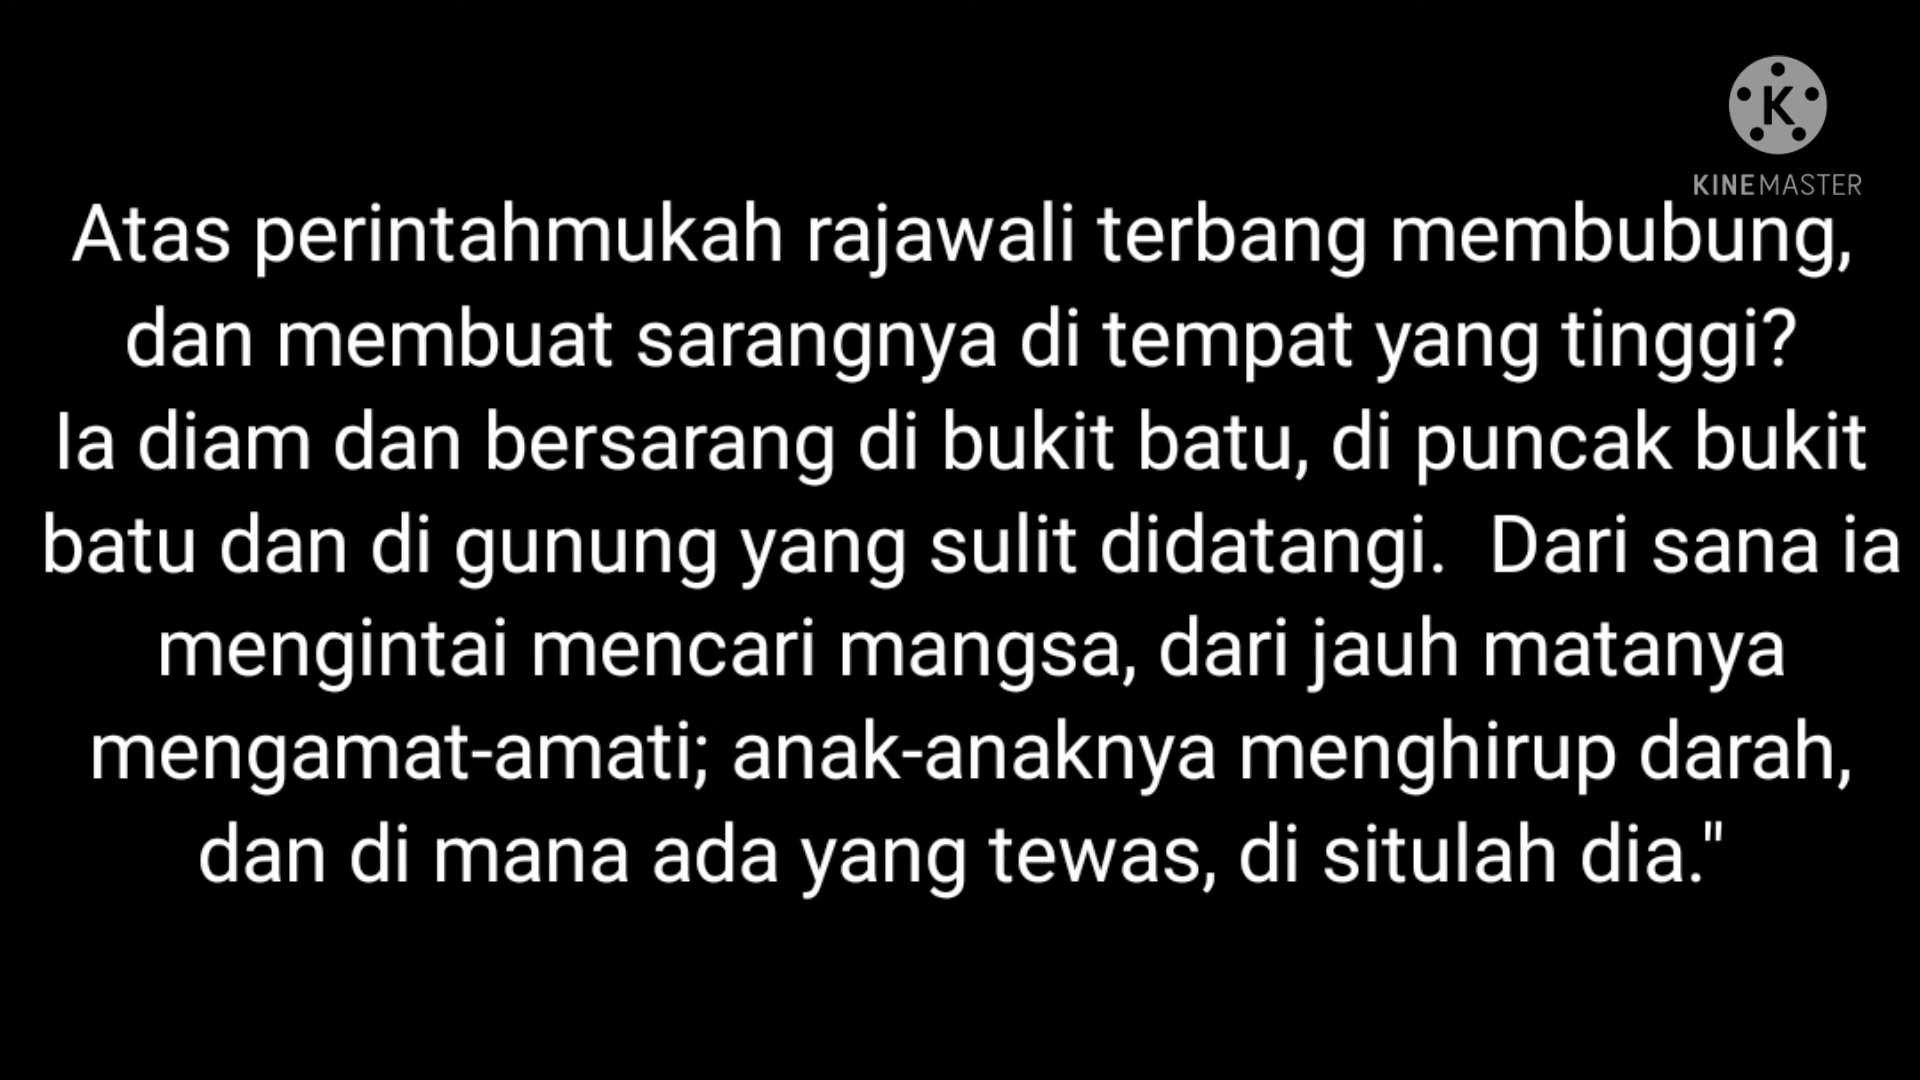 K
KINEMASTER
Atas perintahmukah rajawali terbang membubung,
dan membuat sarangnya di tempat yang tinggi?
Ia diam dan bersarang di bukit batu, di puncak bukit
batu dan di gunung yang sulit didatangi.  Dari sana ia
mengintai mencari mangsa, dari jauh matanya
mengamat-amati; anak-anaknya menghirup darah,
dan di mana ada yang tewas, di situlah dia."